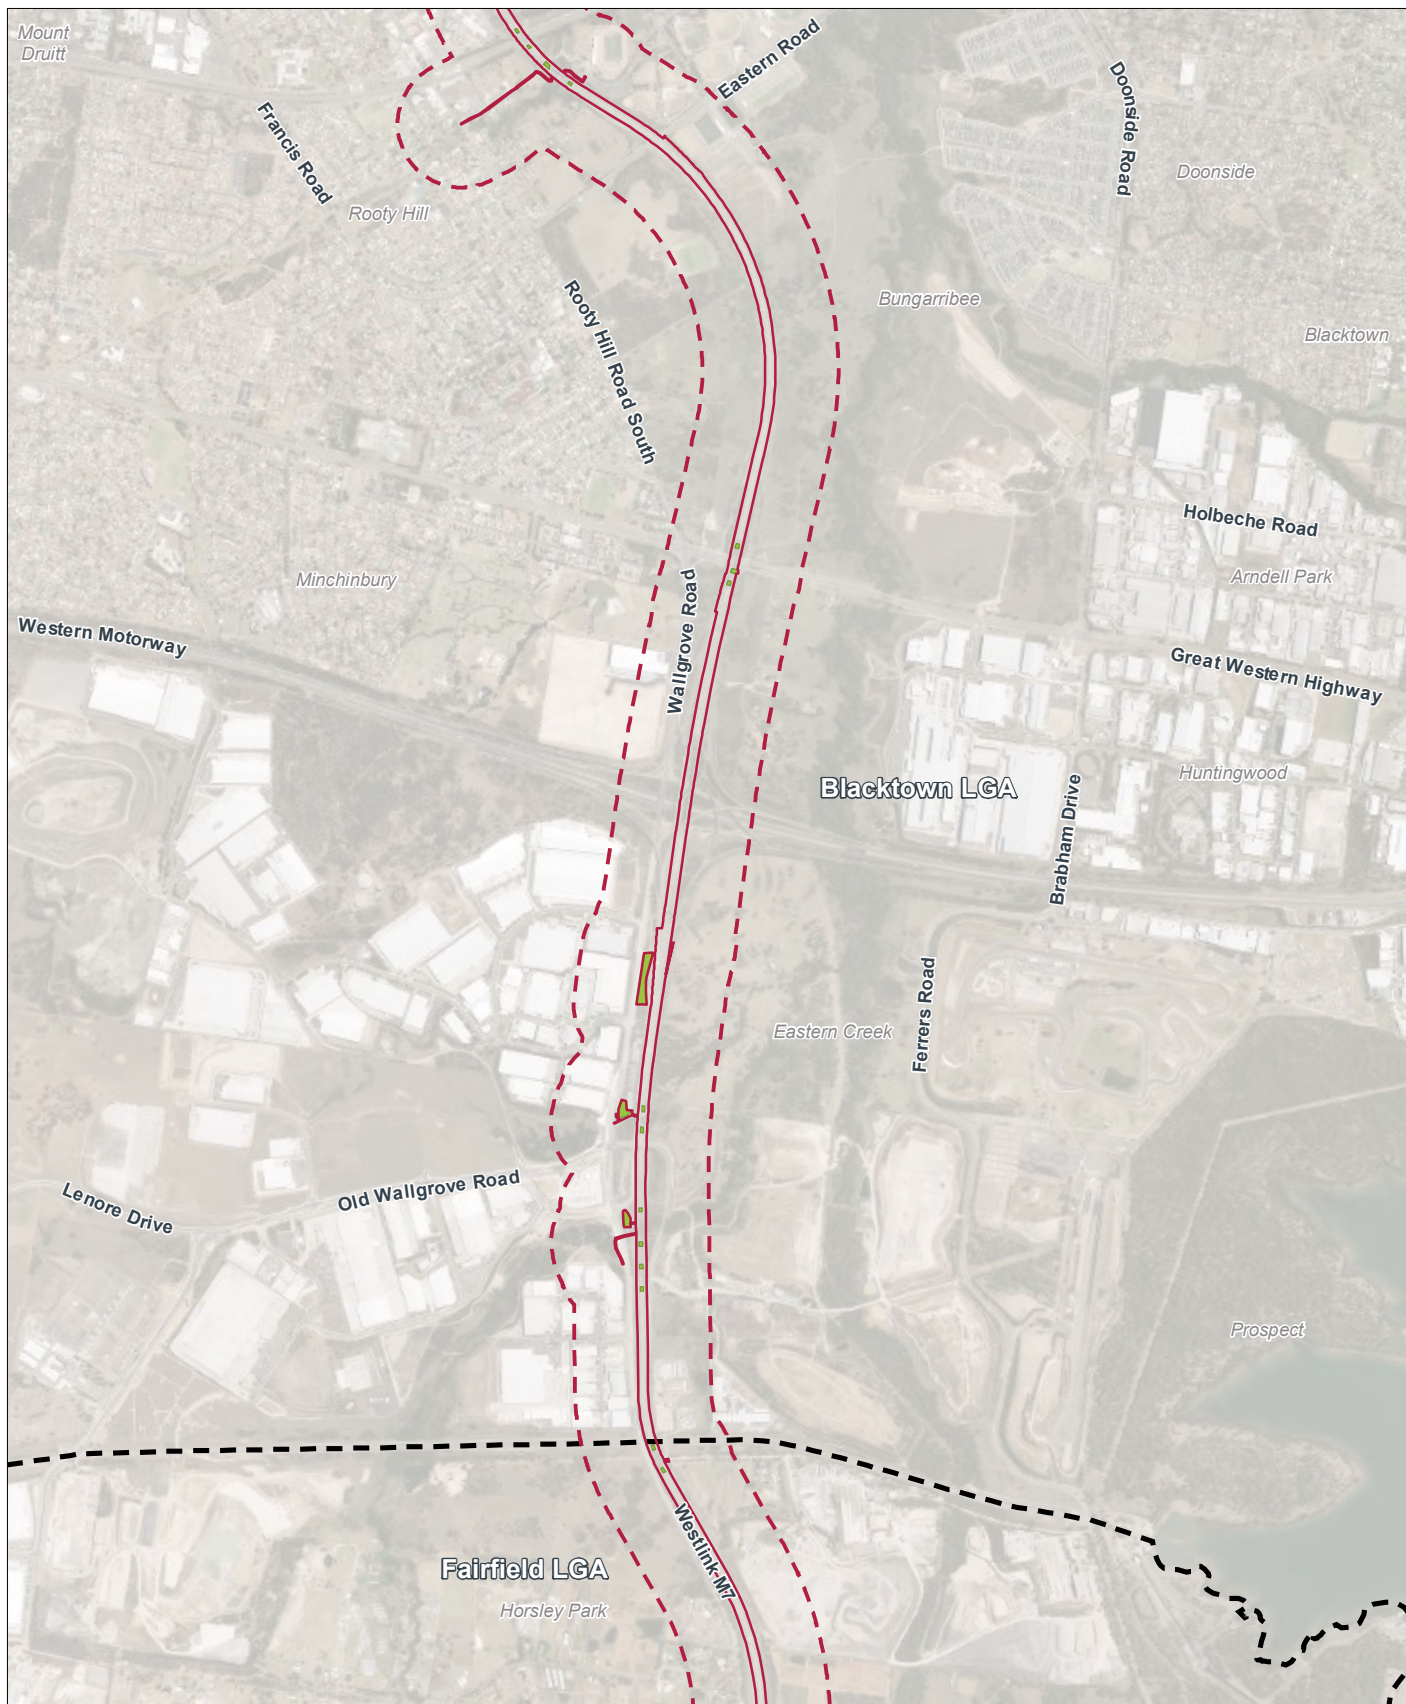 Mount
Druitt
Eastern Road
Doonside Road
Francis Road
Doonside
Rooty Hill
Bungarribee
Rooty Hill Road South
Blacktown
Holbeche Road
Minchinbury
Wallgrove Road
Arndell Park
Western Motorway
Great Western Highway
Blacktown LGA
Huntingwood
Brabham Drive
Ferrers Road
Eastern Creek
Old Wallgrove Road
Lenore Drive
Prospect
Westlink M7
Fairfield LGA
Horsley Park